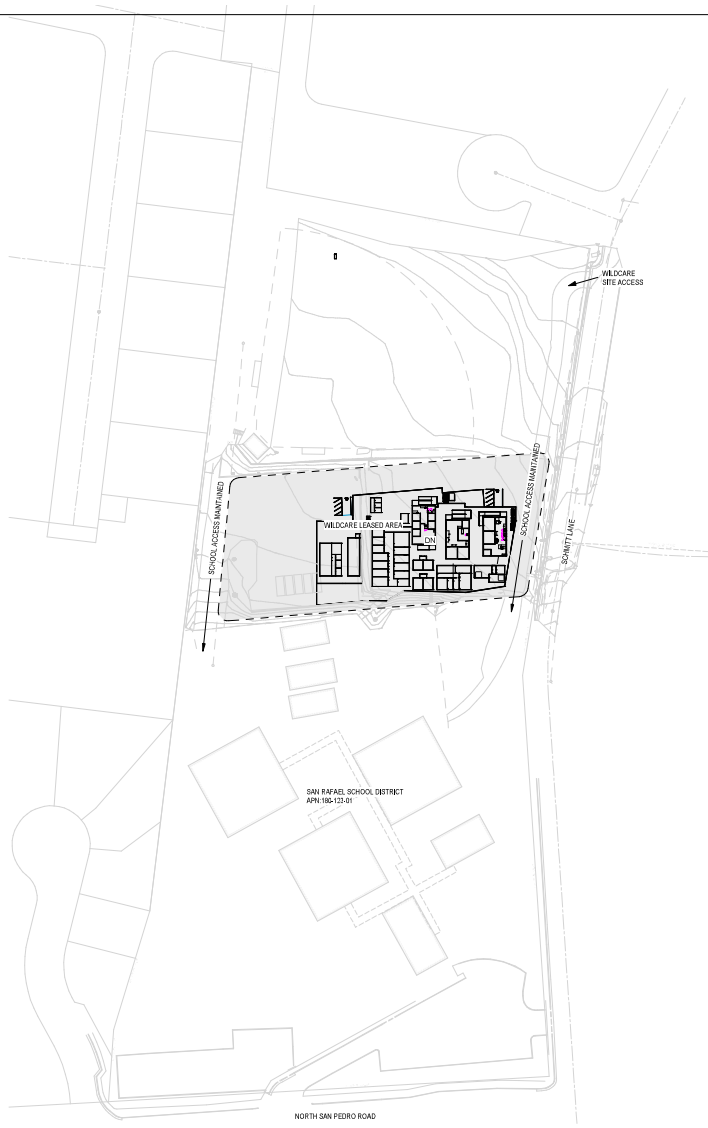 WILDCARE
SITE ACCESS
SCHOOL ACCESS MAINTAINED
SCHOOL ACCESS MAINTAINED
WILDCARE LEASED AREA
DN
SCHMITT LANE
SAN RAFAEL SCHOOL DISTRICT
APN:180-123-01
NORTH SAN PEDRO ROAD